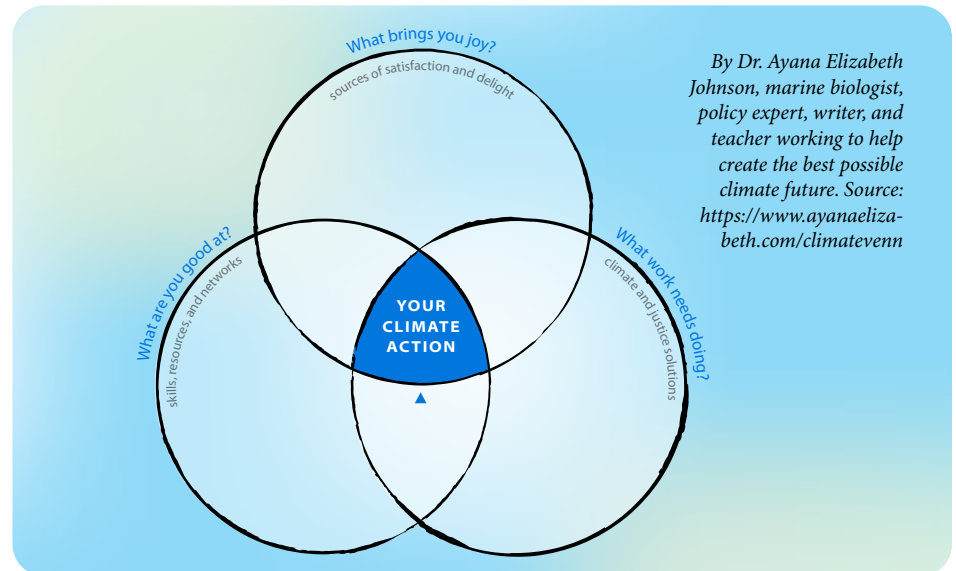 What brings you joy?
sources of satisfaction and delight
By Dr. Ayana Elizabeth
Johnson, marine biologist,
policy expert, writer, and
teacher working to help
create the best possible
climate future. Source:
https://www.ayanaeliza-
beth.com/climatevenn
What are you good at?
skills, resources, and networks
What work needs doing?
climate and justice solutions
YOUR
CLIMATE
ACTION